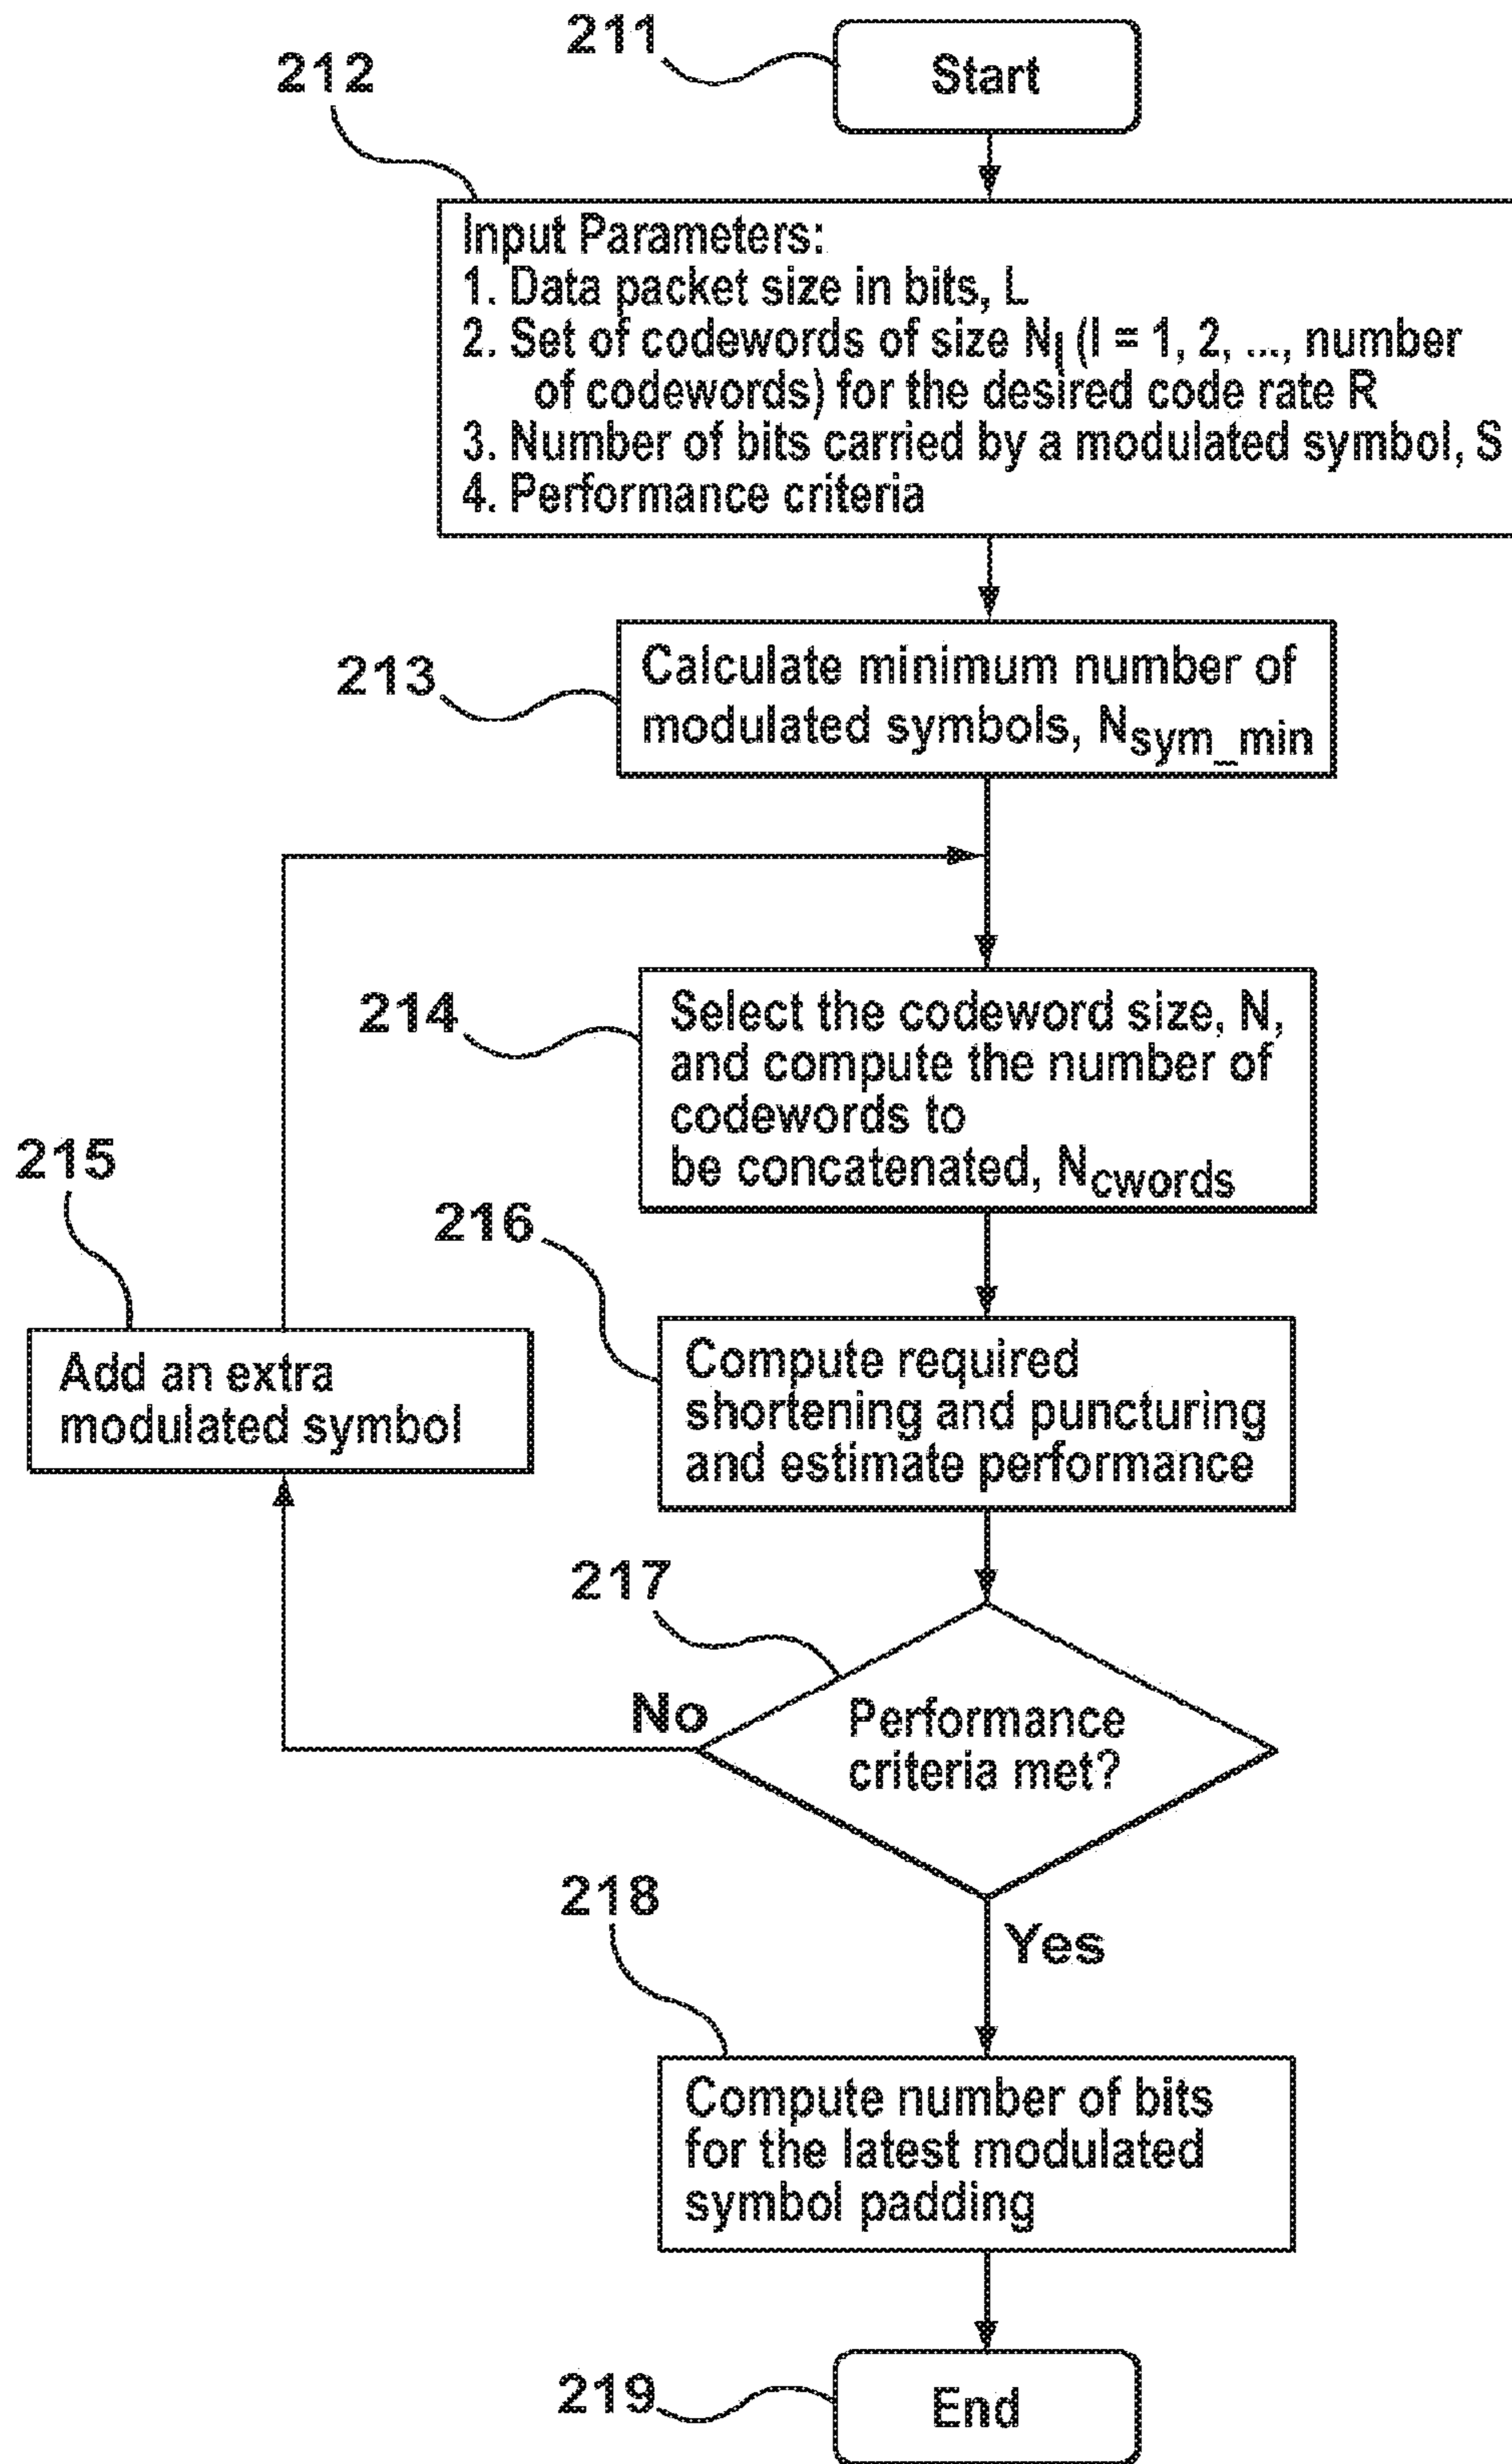 211
Start
212
Input Parameters:
1. Data packet size in bits, L
2. Set of codewords of size Nl (l = 1, 2, ..., number
of codewords) for the desired code rate R
3. Number of bits carried by a modulated symbol, S
4. Performance criteria
213
Calculate minimum number of
modulated symbols, Nsym_min
214
Select the codeword size, N,
and compute the number of
codewords to
be concatenated, Ncwords
215
Add an extra
modulated symbol
216
Compute required
shortening and puncturing
and estimate performance
217
No
Performance
criteria met?
218
Yes
Compute number of bits
for the latest modulated
symbol padding
219
End